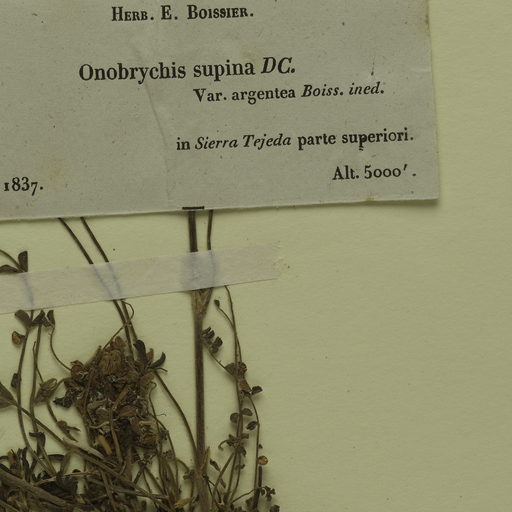 Herb. E. Boissier.
Onobrychis supina DC.
Var. argentea Boiss. ined.
in Sierra Tejeda parte superiori.
1837.
Alt. 5000'.